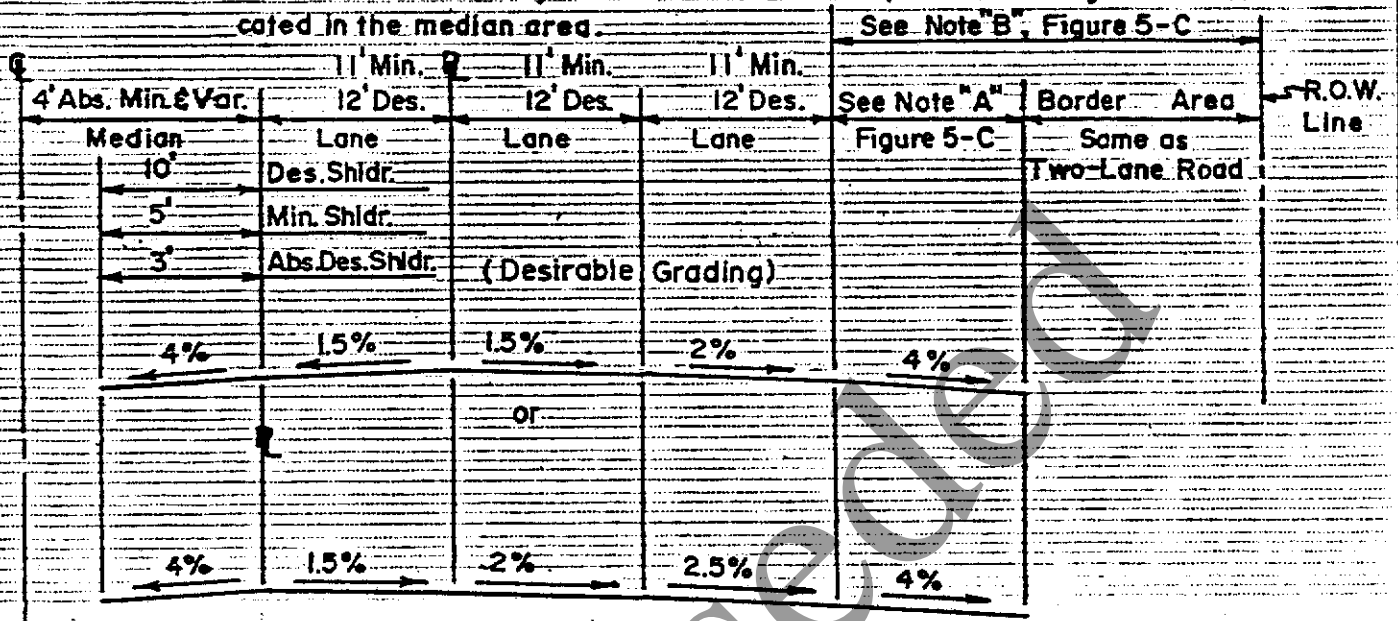 cated in the median area.
See Note "B", Figure 5-C
11' Min. 11' Min. 11' Min.
4' Abs. Min. & Var. 12' Des. 12' Des. 12' Des. See Note "A" Border Area R.O.W.
Median Lane Lane Lane Figure 5-C Same as Line
10' Des. Shldr. Two-Lane Road
5' Min. Shldr.
3' Abs. Des. Shldr. (Desirable Grading)
4% 1.5% 1.5% 2% 4%
or
4% 1.5% 2% 2.5% 4%